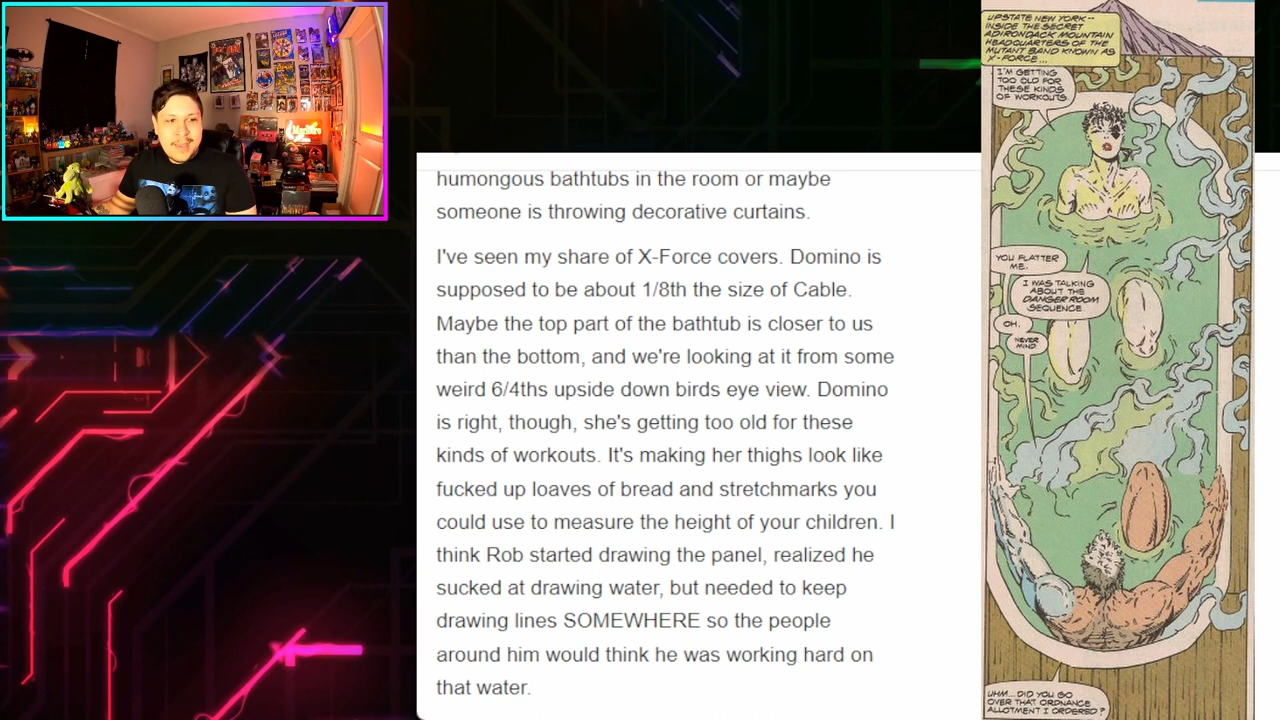 humongous bathtubs in the room or maybe
someone is throwing decorative curtains.
I've seen my share of X-Force covers. Domino is
supposed to be about 1/8th the size of Cable.
Maybe the top part of the bathtub is closer to us
than the bottom, and we're looking at it from some
weird 6/4ths upside down birds eye view. Domino
is right, though, she's getting too old for these
kinds of workouts. It's making her thighs look like
fucked up loaves of bread and stretchmarks you
could use to measure the height of your children. I
think Rob started drawing the panel, realized he
sucked at drawing water, but needed to keep
drawing lines SOMEWHERE so the people
around him would think he was working hard on
that water.
UPSTATE NEW YORK--
INSIDE THE SECRET
ADIRONDACK MOUNTAIN
HEADQUARTERS OF THE
MUTANT BAND KNOWN AS
X-FORCE...
I'M GETTING
TOO OLD FOR
THESE KINDS
OF WORKOUTS
YOU FLATTER
ME.
I WAS TALKING
ABOUT THE
DANGER ROOM
SEQUENCE
OH.
NEVER
MIND.
UHM...DID YOU GO
OVER THAT ORDNANCE
ALLOTMENT I ORDERED?